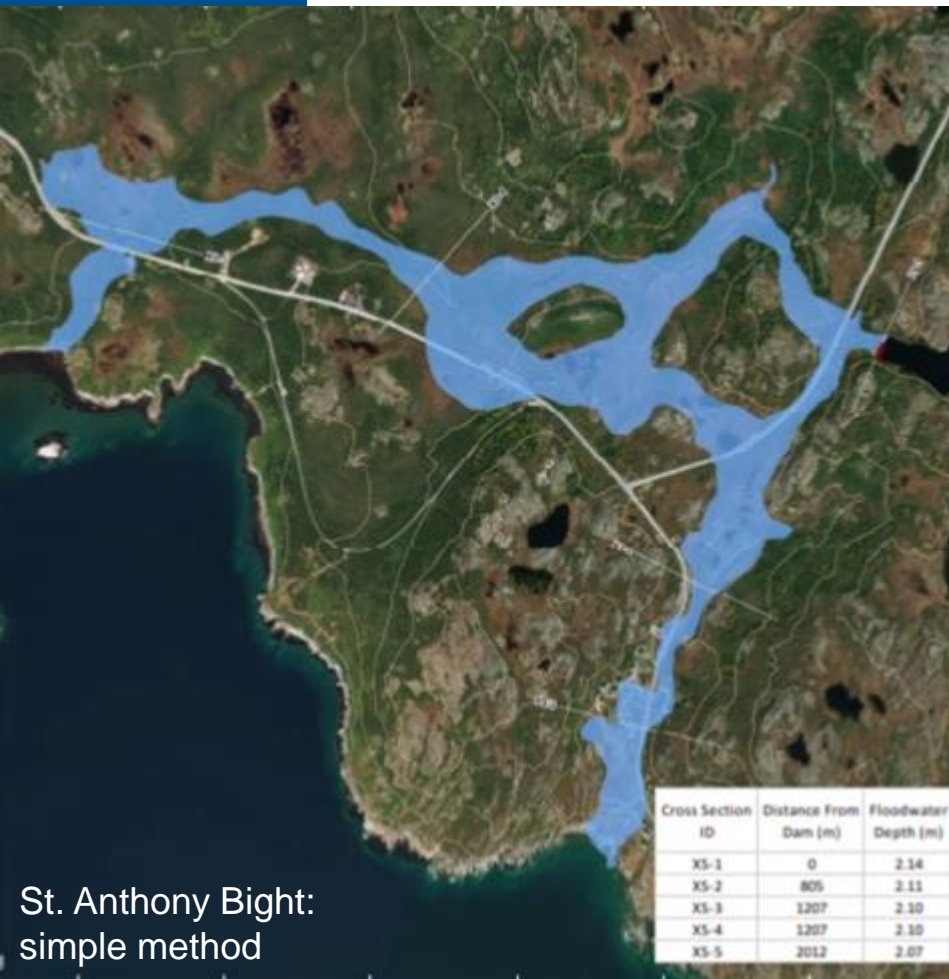 Cross Section Distance From Floodwater
ID Dam (m) Depth (m)
XS-1 0 2.14
XS-2 805 2.11
XS-3 1207 2.10
XS-4 1207 2.10
XS-5 2012 2.07
St. Anthony Bight:
simple method